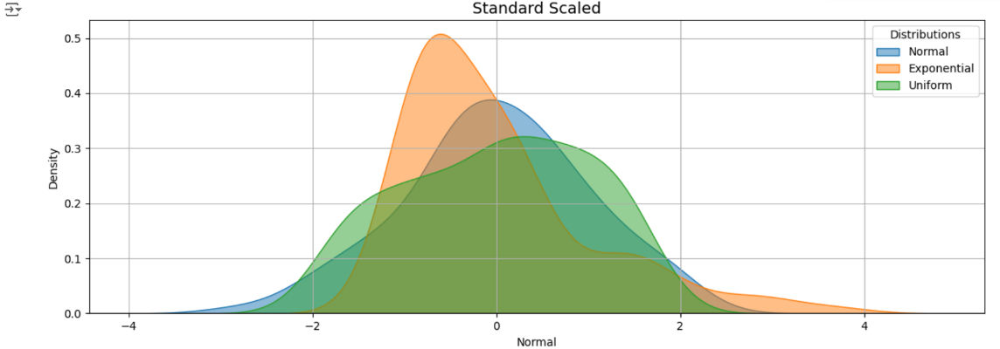 Standard Scaled
Distributions
Normal
Exponential
Uniform
Density
0.5
0.4
0.3
0.2
0.1
0.0
−4
−2
0
2
4
Normal